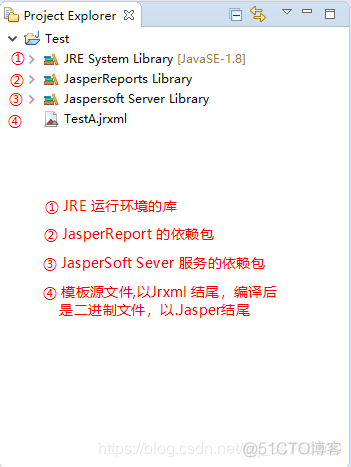 Project Explorer
Test
① JRE System Library [JavaSE-1.8]
② JasperReports Library
③ Jaspersoft Server Library
④ TestA.jrxml
① JRE 运行环境的库
② JasperReport 的依赖包
③ JasperSoft Sever 服务的依赖包
④ 模板源文件,以Jrxml 结尾，编译后
是二进制文件，以.Jasper结尾
@51CTO博客